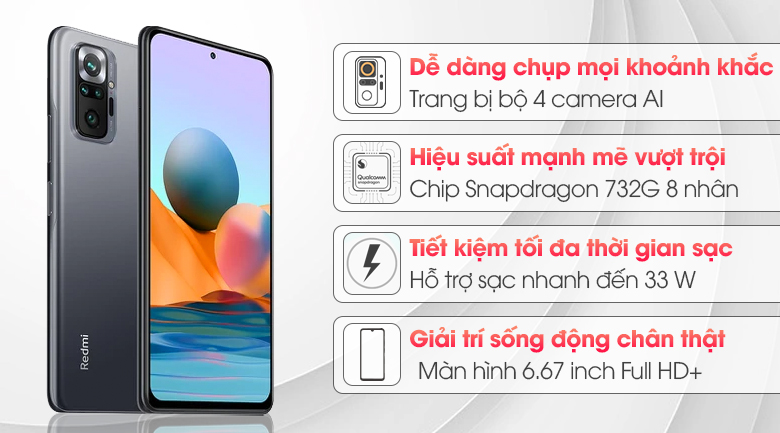 Dễ dàng chụp mọi khoảnh khắc
Trang bị bộ 4 camera AI
Qualcomm
snapdragon
Hiệu suất mạnh mẽ vượt trội
Chip Snapdragon 732G 8 nhân
Tiết kiệm tối đa thời gian sạc
Hỗ trợ sạc nhanh đến 33 W
Giải trí sống động chân thật
Màn hình 6.67 inch Full HD+
Redmi